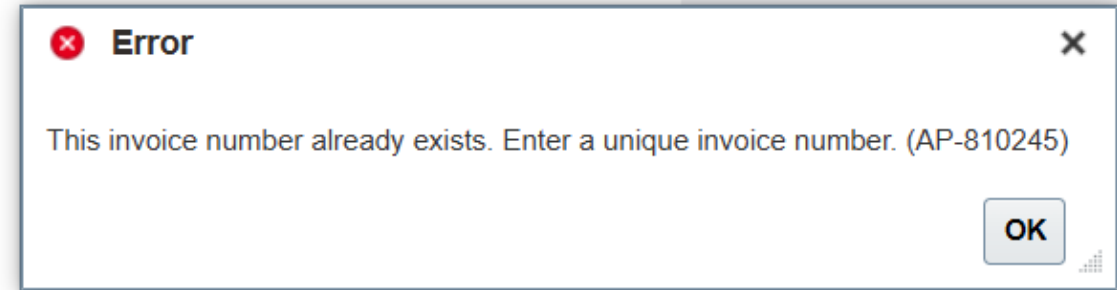 Error
This invoice number already exists. Enter a unique invoice number. (AP-810245)
OK